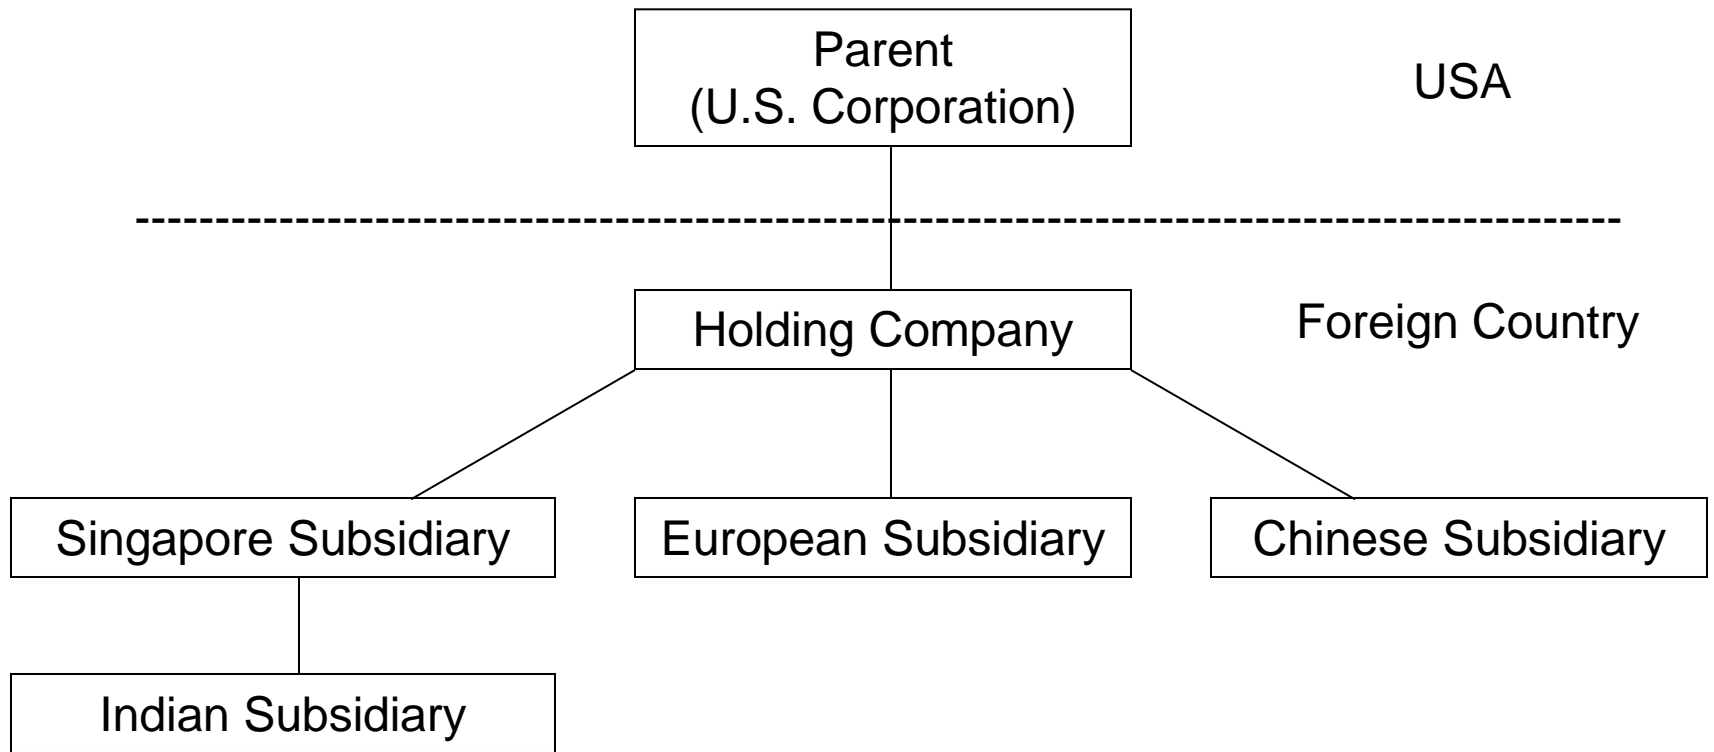 Parent
(U.S. Corporation)
USA
Holding Company
Foreign Country
Singapore Subsidiary
European Subsidiary
Chinese Subsidiary
Indian Subsidiary